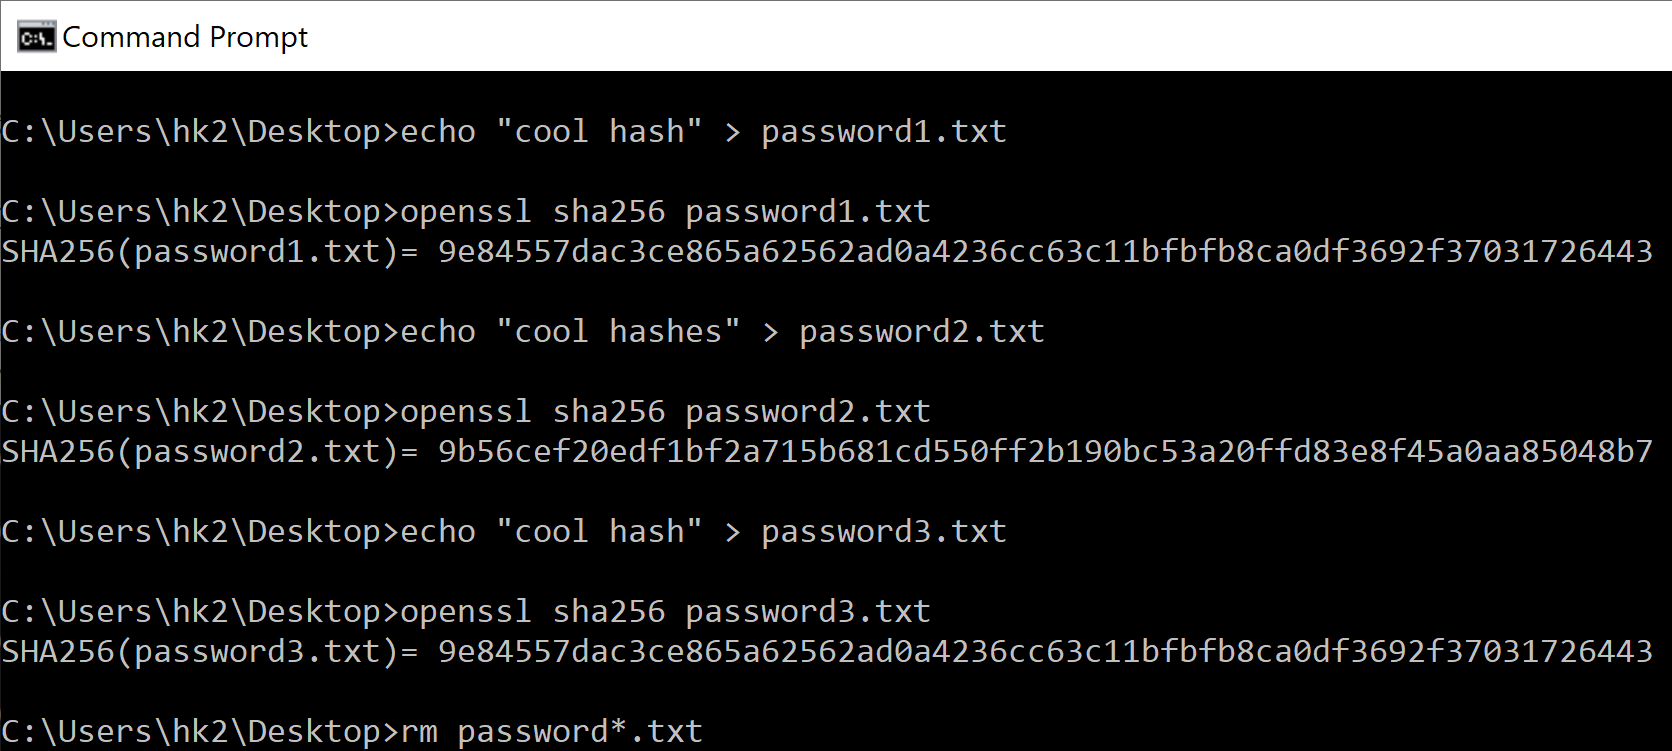 Command Prompt
C:\Users\hk2\Desktop>echo "cool hash" > password1.txt
C:\Users\hk2\Desktop>openssl sha256 password1.txt
SHA256(password1.txt)= 9e84557dac3ce865a62562ad0a4236cc63c11bfbfb8ca0df3692f37031726443
C:\Users\hk2\Desktop>echo "cool hashes" > password2.txt
C:\Users\hk2\Desktop>openssl sha256 password2.txt
SHA256(password2.txt)= 9b56cef20edf1bf2a715b681cd550ff2b190bc53a20ffd83e8f45a0aa85048b7
C:\Users\hk2\Desktop>echo "cool hash" > password3.txt
C:\Users\hk2\Desktop>openssl sha256 password3.txt
SHA256(password3.txt)= 9e84557dac3ce865a62562ad0a4236cc63c11bfbfb8ca0df3692f37031726443
C:\Users\hk2\Desktop>rm password*.txt